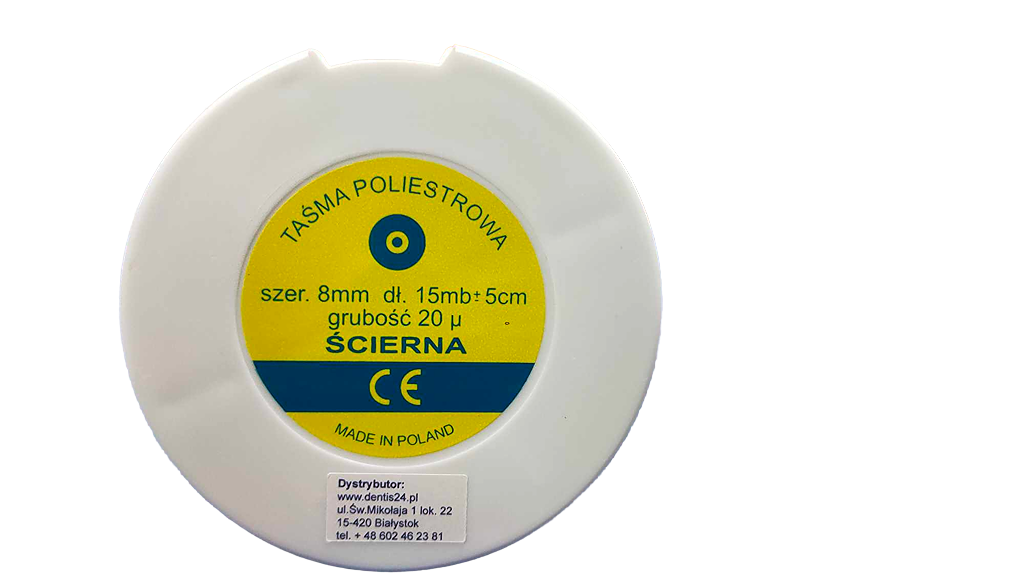 TAŚMA POLIESTROWA
szer. 8mm dł. 15mb±5cm
grubość 20 µ
ŚCIERNA
CE
MADE IN POLAND
Dystrybutor:
www.dentis24.pl
ul.Św.Mikołaja 1 lok. 22
15-420 Białystok
tel. + 48 602 46 23 81